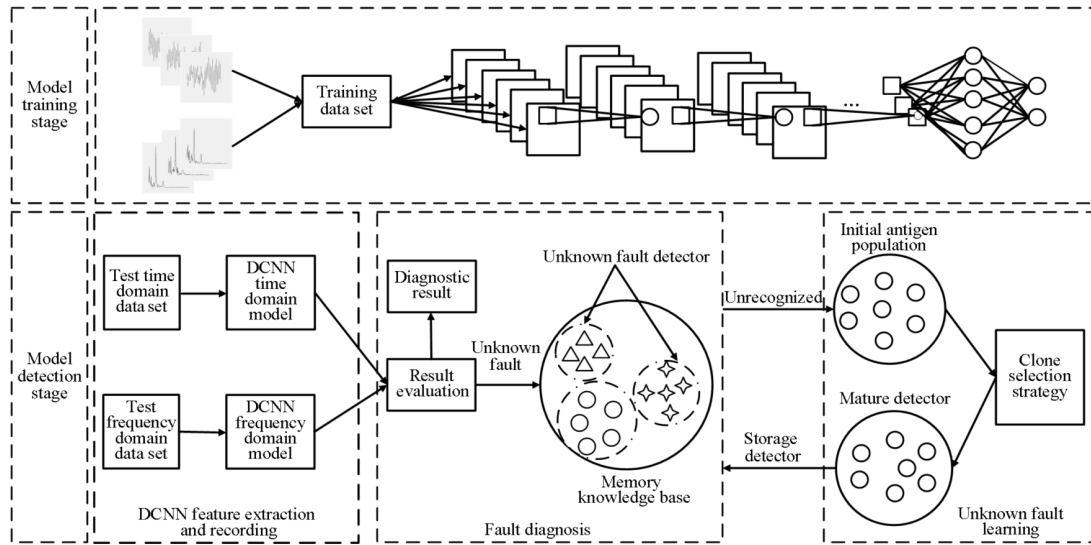 Model
training
stage
Training
data set
...
Model
detection
stage
Test time
domain
data set
DCNN
time
domain
model
Test
frequency
domain
data set
DCNN
frequency
domain
model
DCNN feature extraction
and recording
Diagnostic
result
Result
evaluation
Unknown
fault
Unknown fault detector
Memory
knowledge base
Fault diagnosis
Unrecognized
Storage
detector
Initial antigen
population
Clone
selection
strategy
Mature detector
Unknown fault
learning